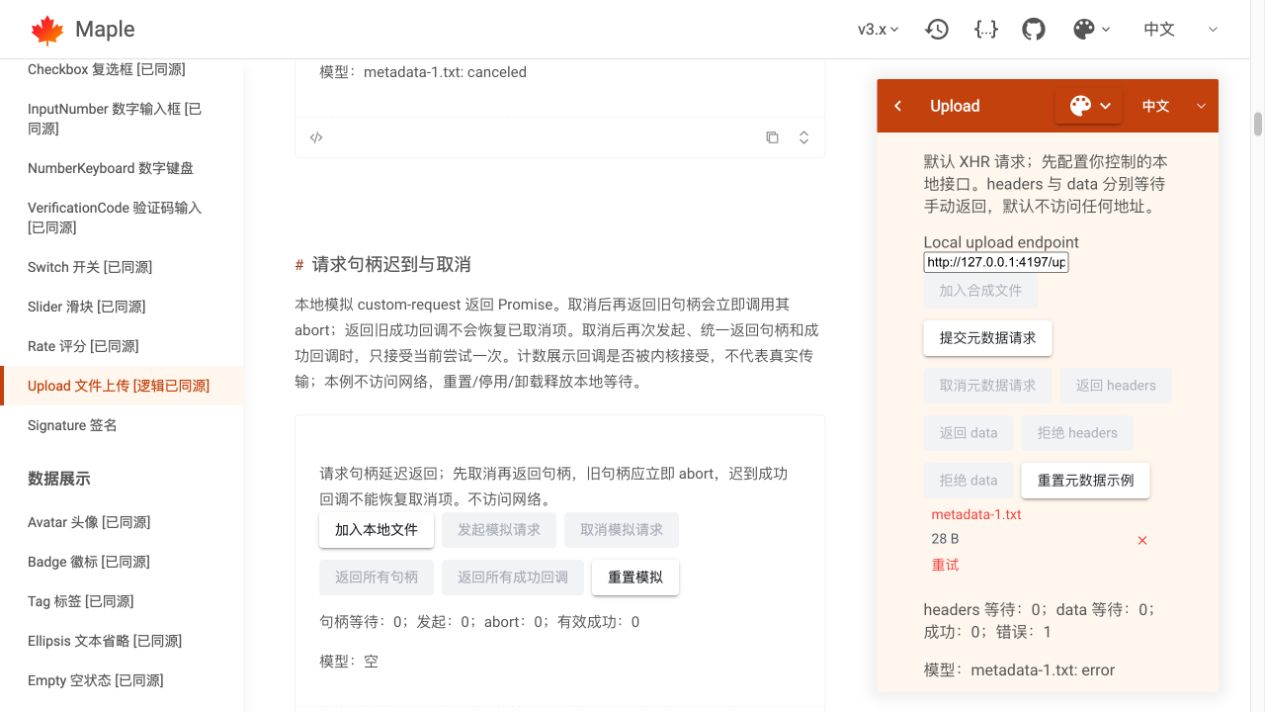 Maple
v3.x
中文
Checkbox 复选框 [已同源]
InputNumber 数字输入框 [已
同源]
NumberKeyboard 数字键盘
VerificationCode 验证码输入
[已同源]
Switch 开关 [已同源]
Slider 滑块 [已同源]
Rate 评分 [已同源]
Upload 文件上传 [逻辑已同源]
Signature 签名
数据展示
Avatar 头像 [已同源]
Badge 徽标 [已同源]
Tag 标签 [已同源]
Ellipsis 文本省略 [已同源]
Empty 空状态 [已同源]
模型：metadata-1.txt: canceled
# 请求句柄迟到与取消
本地模拟 custom-request 返回 Promise。取消后再返回旧句柄会立即调用其
abort；返回旧成功回调不会恢复已取消项。取消后再次发起、统一返回句柄和成
功回调时，只接受当前尝试一次。计数展示回调是否被内核接受，不代表真实传
输；本例不访问网络，重置/停用/卸载释放本地等待。
请求句柄延迟返回；先取消再返回句柄，旧句柄应立即 abort，迟到成功
回调不能恢复取消项。不访问网络。
加入本地文件 发起模拟请求 取消模拟请求
返回所有句柄 返回所有成功回调 重置模拟
句柄等待：0；发起：0；abort：0；有效成功：0
模型：空
Upload
中文
默认 XHR 请求；先配置你控制的本
地接口。headers 与 data 分别等待
手动返回，默认不访问任何地址。
Local upload endpoint
http://127.0.0.1:4197/up
加入合成文件
提交元数据请求
取消元数据请求 返回 headers
返回 data 拒绝 headers
拒绝 data 重置元数据示例
metadata-1.txt
28 B
重试
headers 等待：0；data 等待：0；
成功：0；错误：1
模型：metadata-1.txt: error